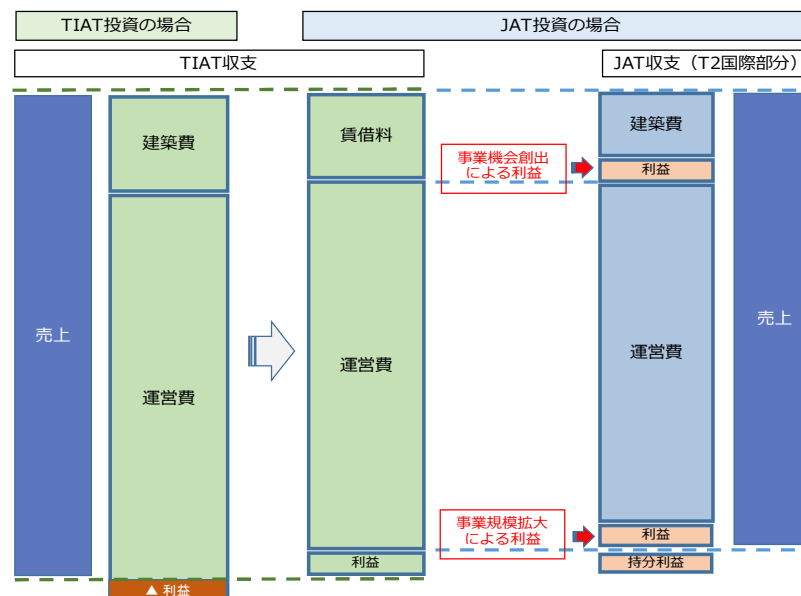 TIAT投資の場合
JAT投資の場合
TIAT収支
JAT収支（T2国際部分）
売上
建築費
運営費
▲ 利益
賃借料
運営費
利益
事業機会創出
による利益
事業規模拡大
による利益
建築費
利益
運営費
利益
持分利益
売上